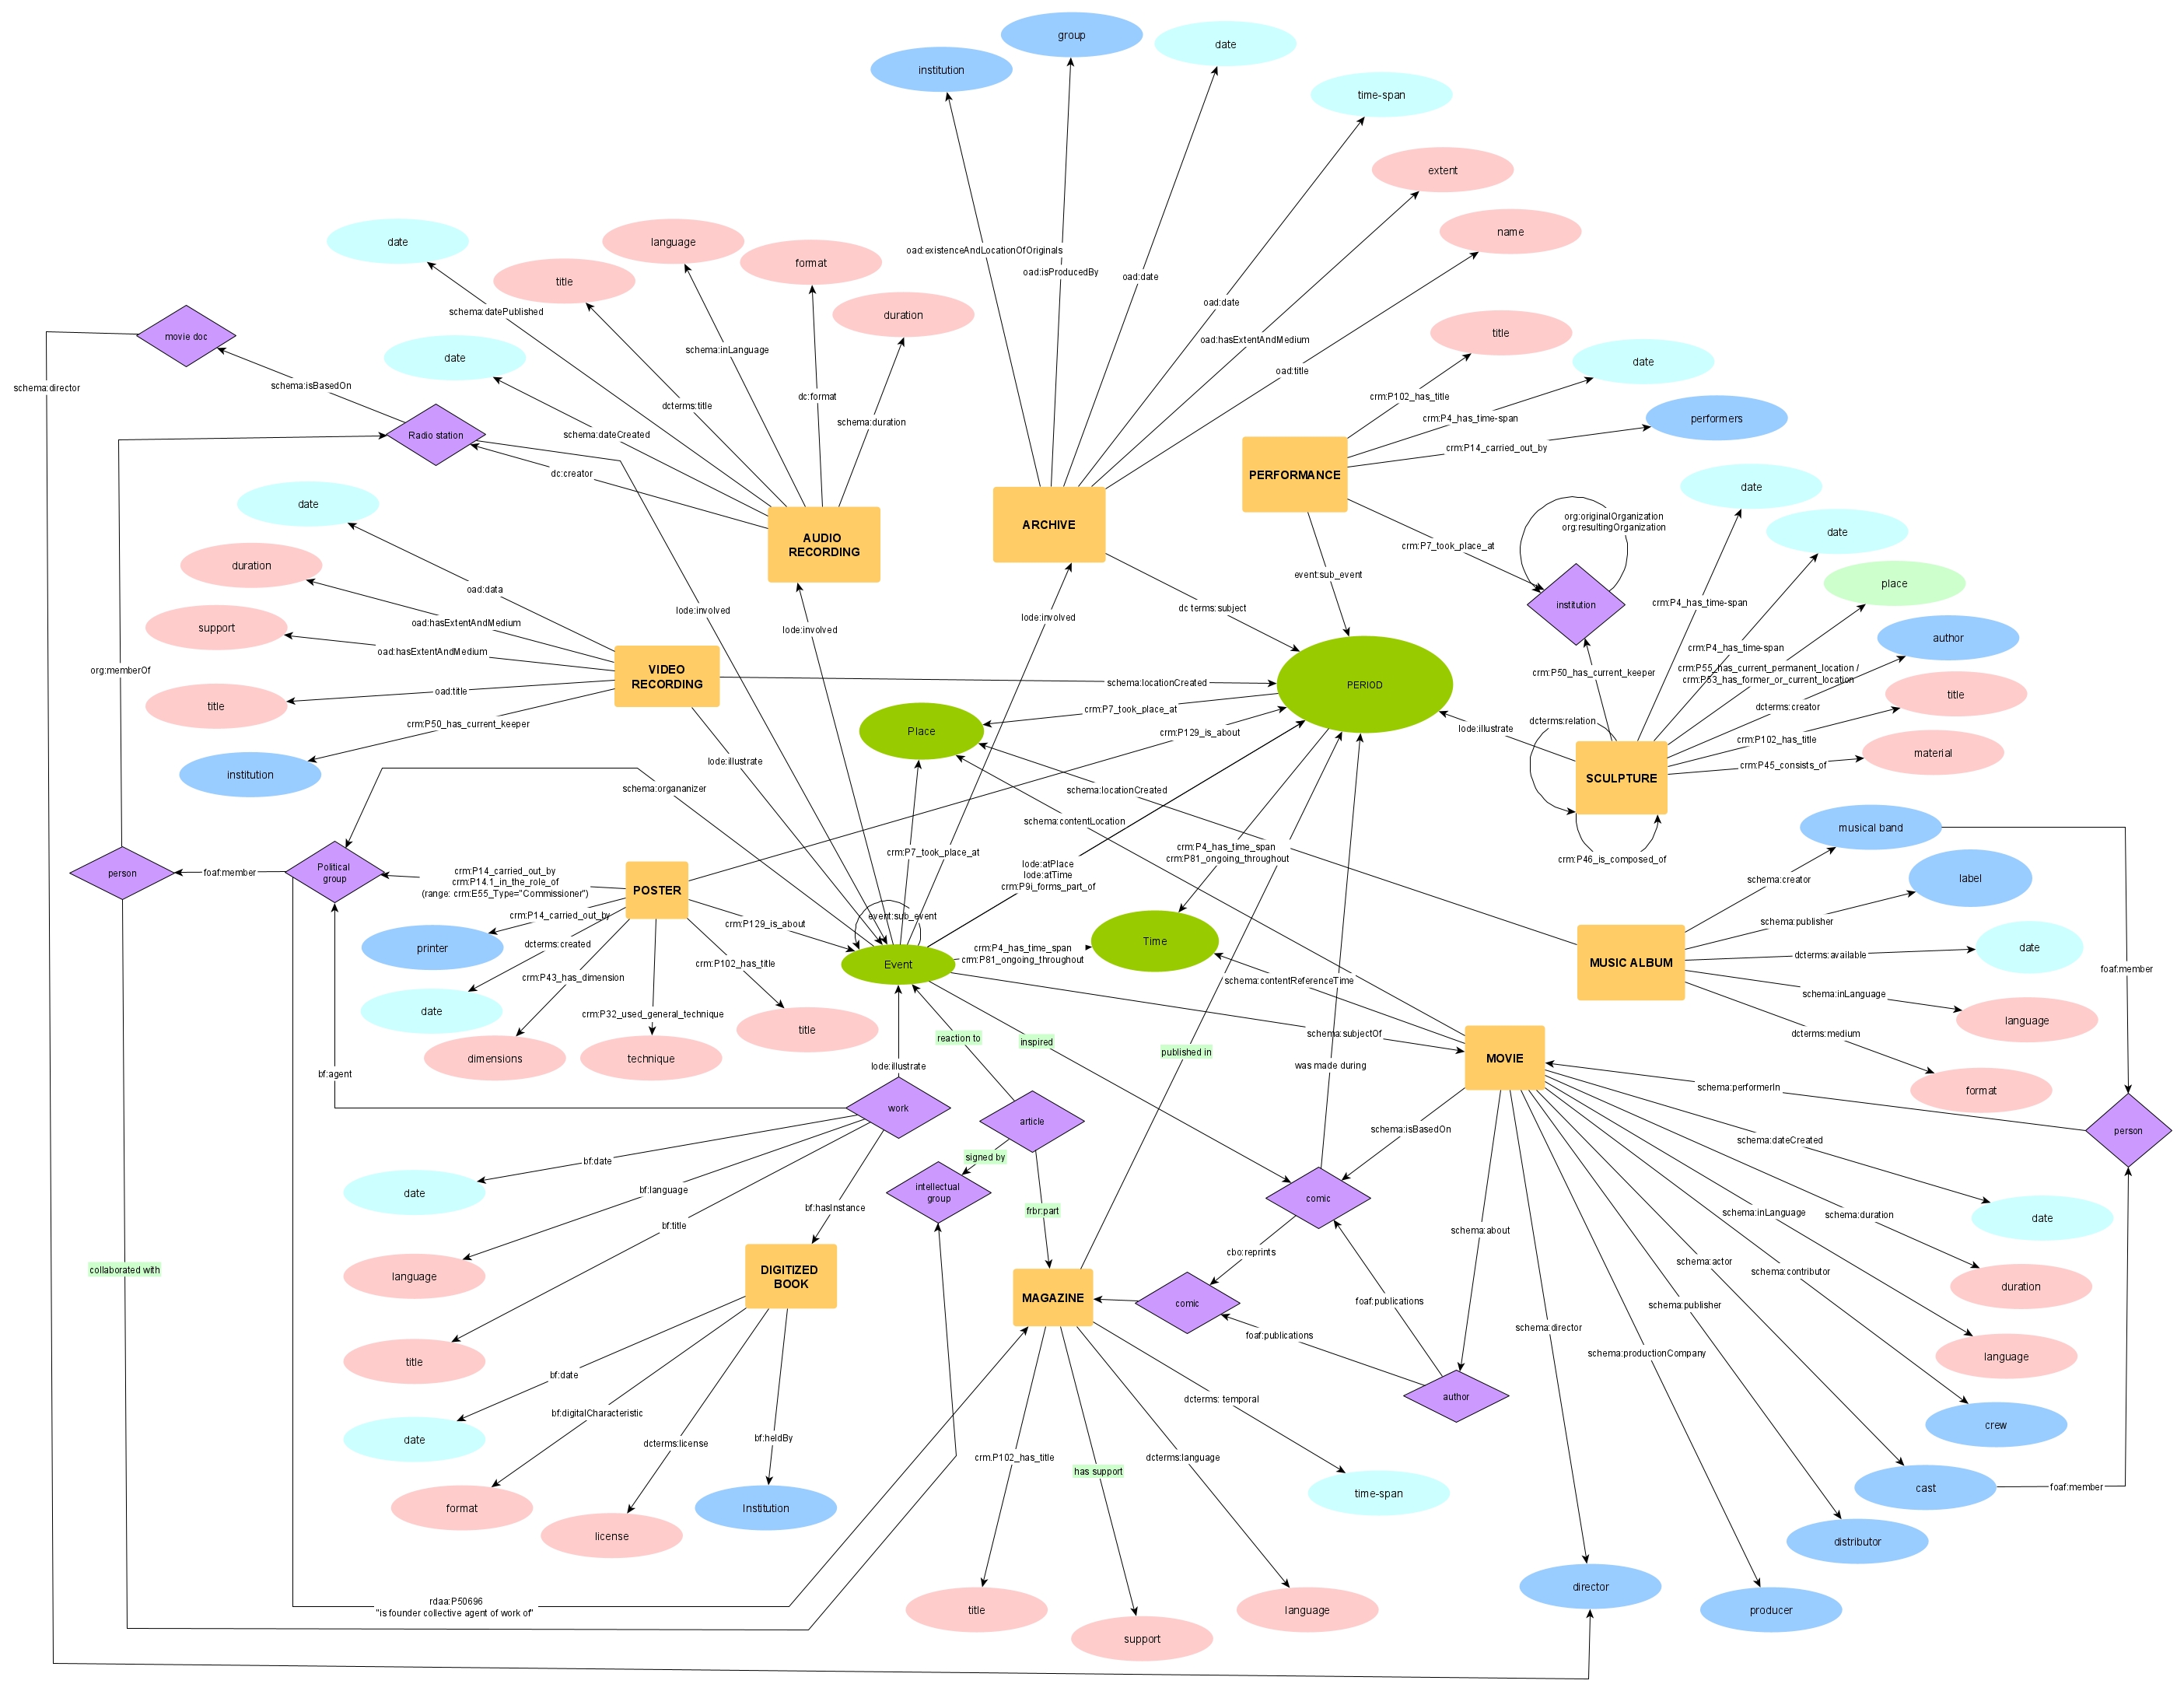 group
date
institution
time-span
extent
name
date
language
format
title
duration
oad:existenceAndLocationOfOriginals
oad:isProducedBy
oad:date
oad:date
oad:hasExtentAndMedium
oad:title
schema:datePublished
schema:inLanguage
dcterms:title
dc:format
schema:duration
schema:dateCreated
date
movie doc
schema:isBasedOn
schema:director
Radio station
dc:creator
title
date
performers
crm:P102_has_title
crm:P4_has_time-span
crm:P14_carried_out_by
PERFORMANCE
ARCHIVE
AUDIO
RECORDING
date
date
place
author
title
material
org:originalOrganization
org:resultingOrganization
crm:P7_took_place_at
event:sub_event
institution
dc terms:subject
crm:P4_has_time-span
crm:P4_has_time-span
crm:P55_has_current_permanent_location /
crm:P53_has_former_or_current_location
crm:P50_has_current_keeper
dcterms:creator
dcterms:relation
crm:P102_has_title
crm:P45_consists_of
lode:illustrate
SCULPTURE
crm:P46_is_composed_of
date
duration
support
title
institution
oad:data
oad:hasExtentAndMedium
oad:hasExtentAndMedium
oad:title
crm:P50_has_current_keeper
VIDEO
RECORDING
lode:involved
lode:involved
lode:involved
org:memberOf
schema:locationCreated
PERIOD
Place
crm:P7_took_place_at
crm:P129_is_about
lode:illustrate
schema:organanizer
schema:locationCreated
schema:contentLocation
crm:P4_has_time_span
crm:P81_ongoing_throughout
crm:P7_took_place_at
lode:atPlace
lode:atTime
crm:P9i_forms_part_of
person
foaf:member
Political
group
crm:P14_carried_out_by
crm:P14.1_in_the_role_of
(range: crm:E55_Type="Commissioner")
POSTER
crm:P14_carried_out_by
printer
dcterms:created
date
crm:P43_has_dimension
dimensions
crm:P32_used_general_technique
technique
crm:P102_has_title
title
crm:P129_is_about
event:sub_event
Event
crm:P4_has_time_span
crm:P81_ongoing_throughout
Time
schema:contentReferenceTime
musical band
label
date
language
format
schema:creator
schema:publisher
dcterms:available
schema:inLanguage
dcterms:medium
MUSIC ALBUM
foaf:member
person
schema:performerIn
MOVIE
schema:subjectOf
was made during
published in
inspired
reaction to
lode:illustrate
bf:agent
work
article
signed by
intellectual
group
frbr:part
bf:date
bf:language
bf:title
bf:hasInstance
date
language
title
DIGITIZED
BOOK
bf:date
bf:digitalCharacteristic
dcterms:license
bf:heldBy
date
format
license
Institution
collaborated with
schema:isBasedOn
comic
cbo:reprints
comic
MAGAZINE
foaf:publications
foaf:publications
author
schema:about
schema:dateCreated
schema:duration
schema:inLanguage
schema:contributor
schema:actor
schema:publisher
schema:director
schema:productionCompany
date
duration
language
crew
cast
foaf:member
distributor
producer
director
crm.P102_has_title
has support
dcterms:language
dcterms: temporal
time-span
title
support
language
rdaa:P50696
"is founder collective agent of work of"